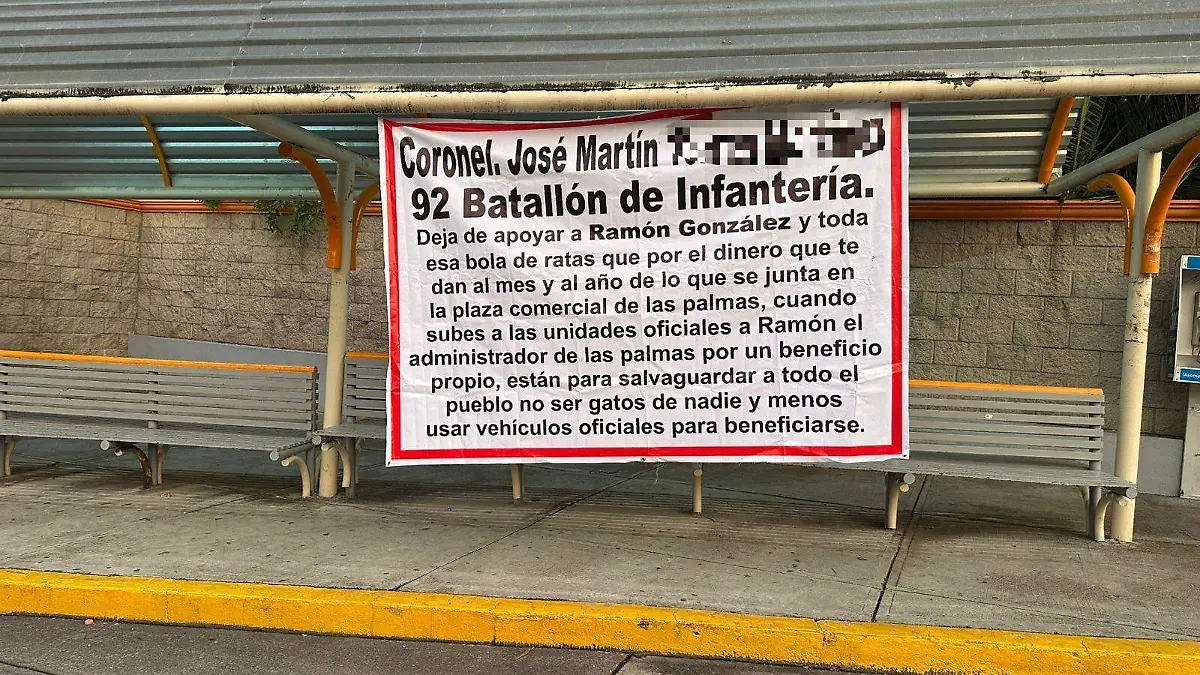 Coronel. José Martín
92 Batallón de Infantería.
Deja de apoyar a Ramón González y toda
esa bola de ratas que por el dinero que te
dan al mes y al año de lo que se junta en
la plaza comercial de las palmas, cuando
subes a las unidades oficiales a Ramón el
administrador de las palmas por un beneficio
propio, están para salvaguardar a todo el
pueblo no ser gatos de nadie y menos
usar vehículos oficiales para beneficiarse.